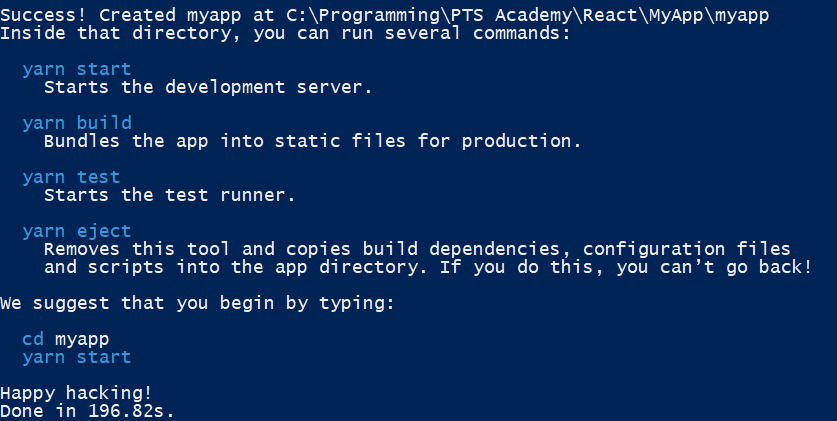 Success! Created myapp at C:\Programming\PTS Academy\React\MyApp\myapp
Inside that directory, you can run several commands:
yarn start
Starts the development server.
yarn build
Bundles the app into static files for production.
yarn test
Starts the test runner.
yarn eject
Removes this tool and copies build dependencies, configuration files
and scripts into the app directory. If you do this, you can’t go back!
We suggest that you begin by typing:
cd myapp
yarn start
Happy hacking!
Done in 196.82s.